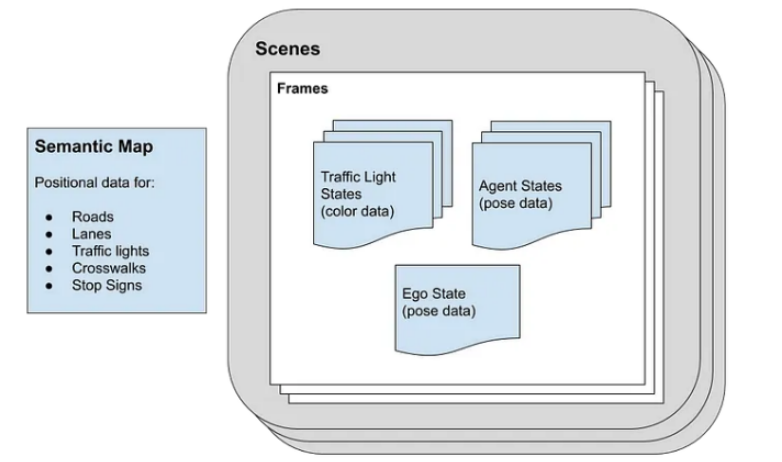 Scenes
Frames
Semantic Map
Positional data for:
● Roads
● Lanes
● Traffic lights
● Crosswalks
● Stop Signs
Traffic Light
States
(color data)
Agent States
(pose data)
Ego State
(pose data)